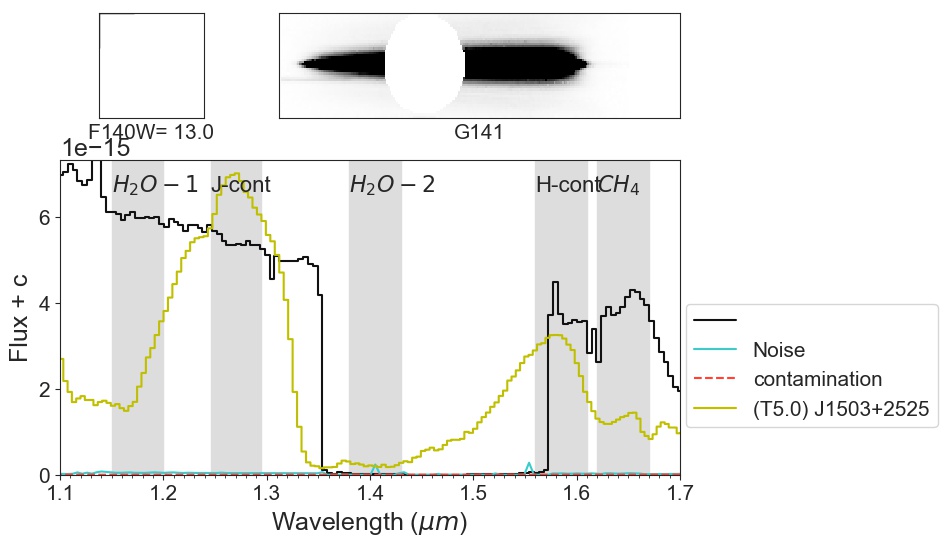 F140W= 13.0
G141
1e−15
H₂O − 1 J-cont H₂O − 2 H-cont CH₄
6
4
2
0
Flux + c
1.1 1.2 1.3 1.4 1.5 1.6 1.7
Wavelength (μm)
Noise
contamination
(T5.0) J1503+2525